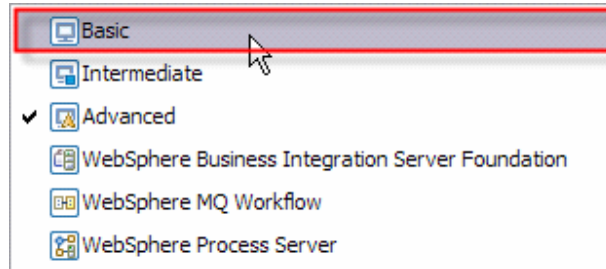 Basic
Intermediate
Advanced
WebSphere Business Integration Server Foundation
WebSphere MQ Workflow
WebSphere Process Server